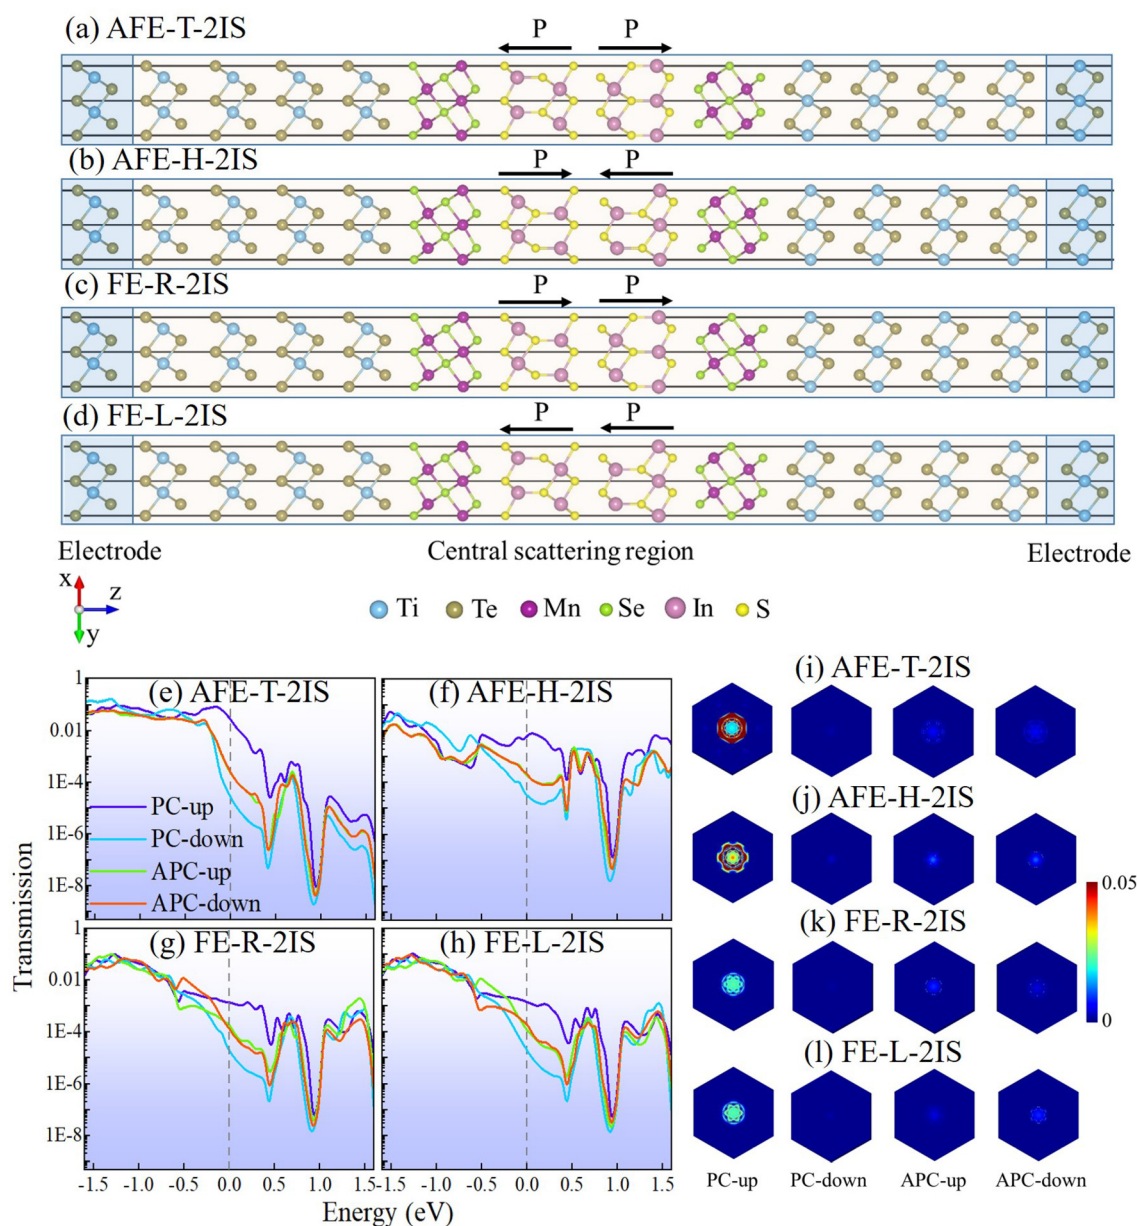 (a) AFE-T-2IS
P P
(b) AFE-H-2IS
P P
(c) FE-R-2IS
P P
(d) FE-L-2IS
P P
Electrode Central scattering region Electrode
x
z
y
Ti Te Mn Se In S
Transmission
1
0.01
1E-4
1E-6
1E-8
(e) AFE-T-2IS
PC-up
PC-down
APC-up
APC-down
(f) AFE-H-2IS
1
0.01
1E-4
1E-6
1E-8
(g) FE-R-2IS
(h) FE-L-2IS
-1.5 -1.0 -0.5 0.0 0.5 1.0 1.5 -1.5 -1.0 -0.5 0.0 0.5 1.0 1.5
Energy (eV)
(i) AFE-T-2IS
(j) AFE-H-2IS
(k) FE-R-2IS
(l) FE-L-2IS
0.05
0
PC-up PC-down APC-up APC-down